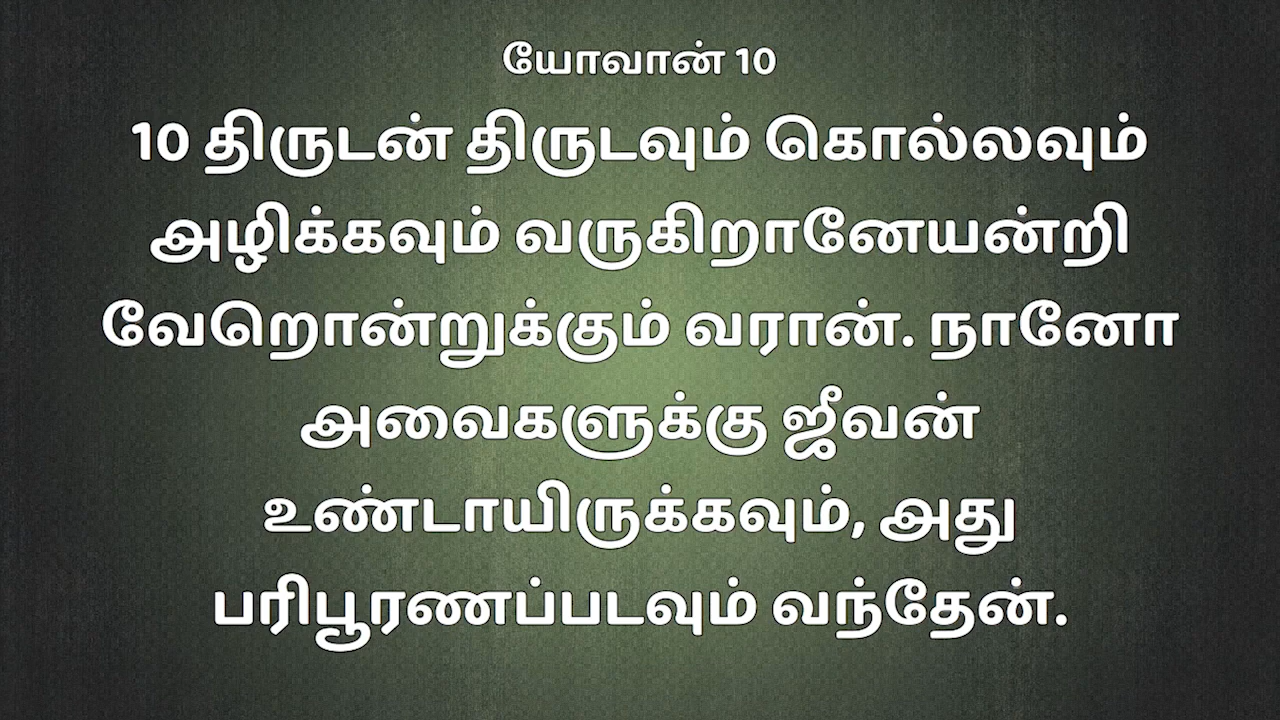 யோவான் 10
10 திருடன் திருடவும் கொல்லவும்
அழிக்கவும் வருகிறானேயன்றி
வேறொன்றுக்கும் வரான். நானோ
அவைகளுக்கு ஜீவன்
உண்டாயிருக்கவும், அது
பரிபூரணப்படவும் வந்தேன்.